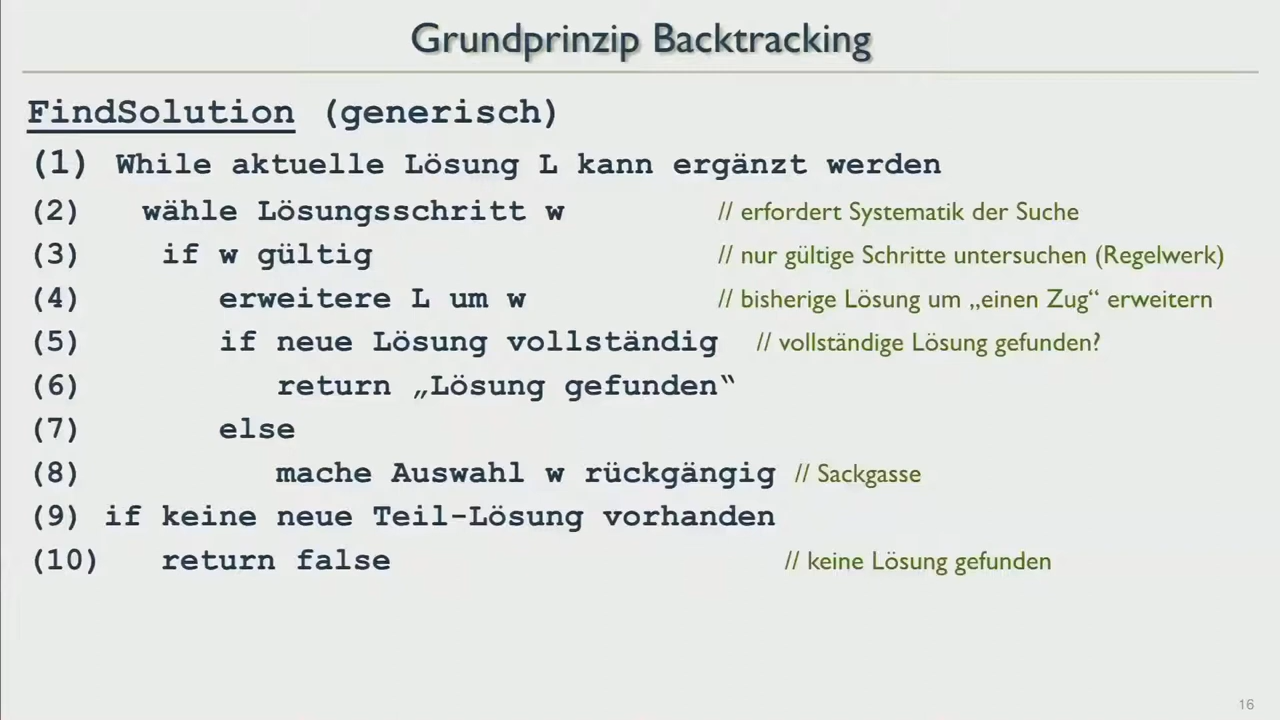 Grundprinzip Backtracking
FindSolution (generisch)
(1) While aktuelle Lösung L kann ergänzt werden
(2) wähle Lösungsschritt w // erfordert Systematik der Suche
(3) if w gültig // nur gültige Schritte untersuchen (Regelwerk)
(4) erweitere L um w // bisherige Lösung um „einen Zug“ erweitern
(5) if neue Lösung vollständig // vollständige Lösung gefunden?
(6) return „Lösung gefunden“
(7) else
(8) mache Auswahl w rückgängig // Sackgasse
(9) if keine neue Teil-Lösung vorhanden
(10) return false // keine Lösung gefunden
16